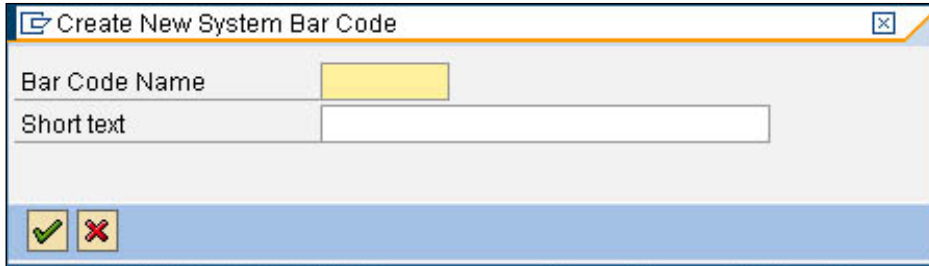 Create New System Bar Code
Bar Code Name
Short text